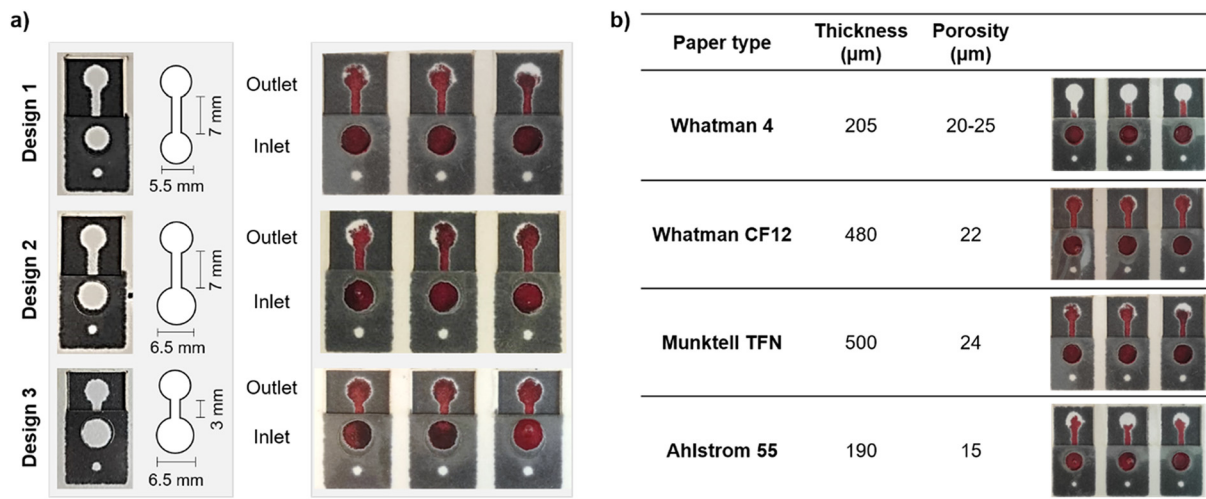 a)
Design 1
7 mm
5.5 mm
Outlet
Inlet
Design 2
7 mm
6.5 mm
Outlet
Inlet
Design 3
3 mm
6.5 mm
Outlet
Inlet
b)
Paper type Thickness (µm) Porosity (µm)
Whatman 4 205 20-25
Whatman CF12 480 22
Munktell TFN 500 24
Ahlstrom 55 190 15